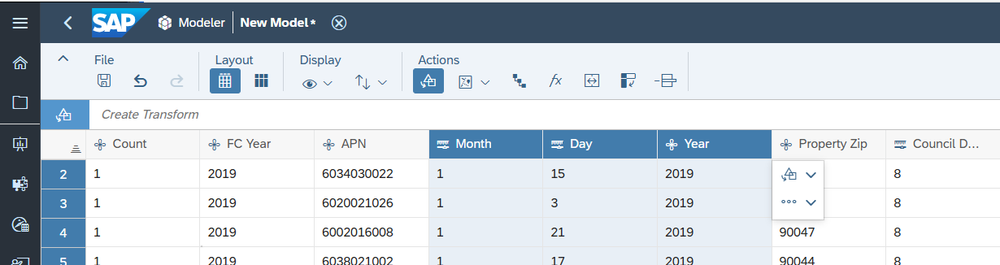 SAP Modeler New Model*
File Layout Display Actions
fx
Create Transform
Count FC Year APN Month Day Year Property Zip Council D...
2 1 2019 6034030022 1 15 2019 8
3 1 2019 6020021026 1 3 2019 8
4 1 2019 6002016008 1 21 2019 90047 8
5 1 2019 6038021002 1 17 2019 90044 8